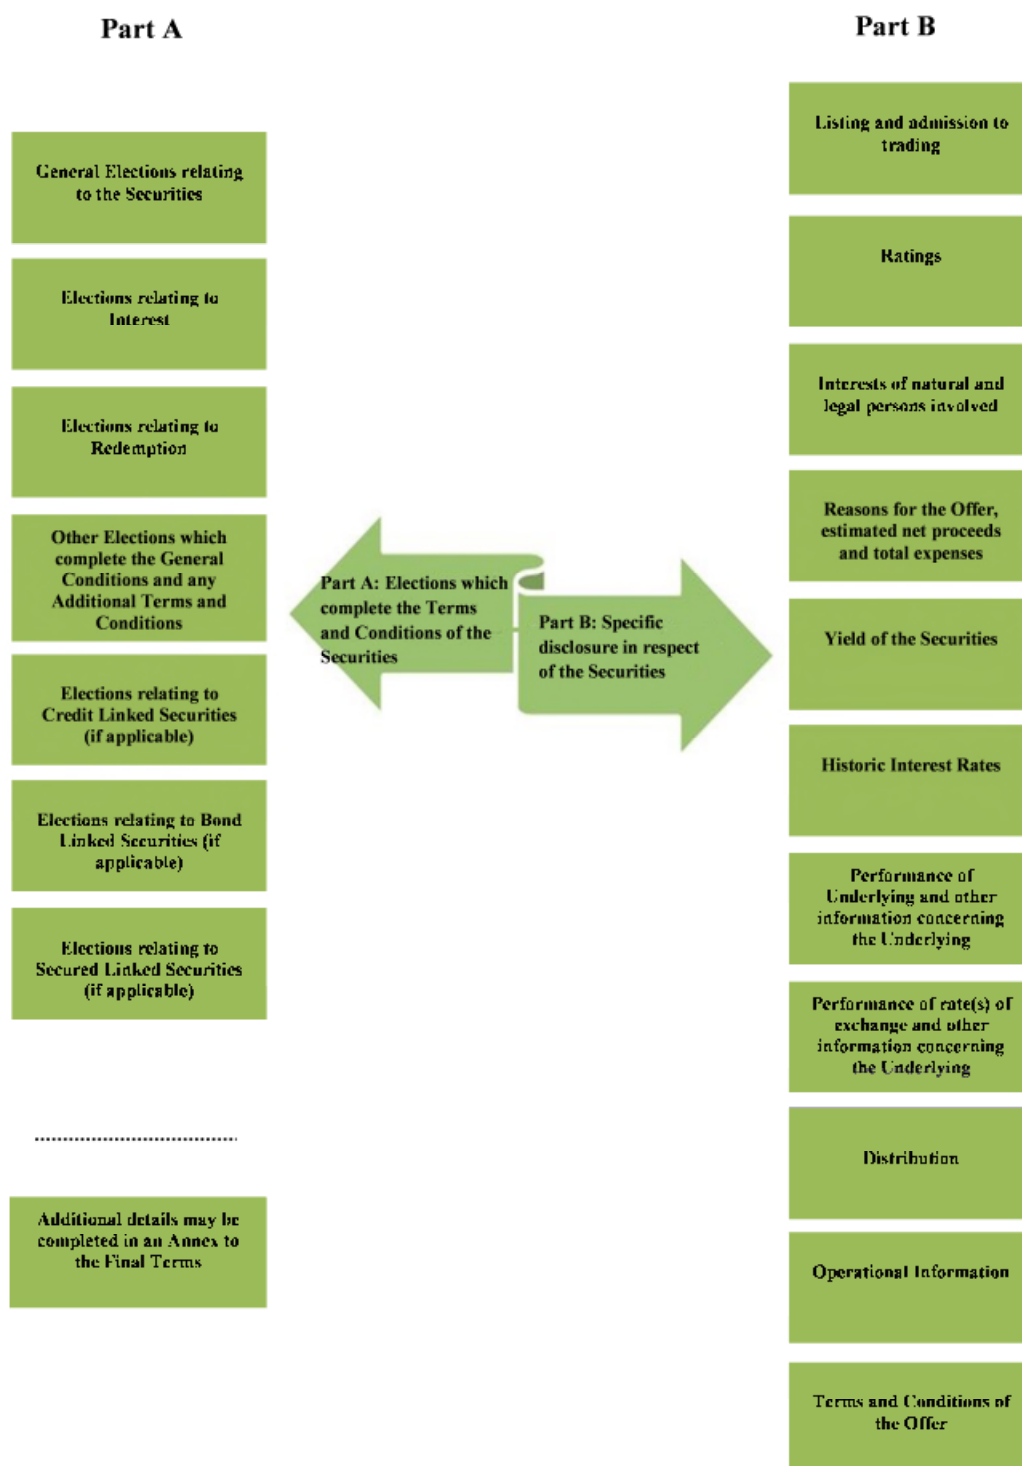 Part A
General Elections relating
to the Securities
Elections relating to
Interest
Elections relating to
Redemption
Other Elections which
complete the General
Conditions and any
Additional Terms and
Conditions
Elections relating to
Credit Linked Securities
(if applicable)
Elections relating to Bond
Linked Securities (if
applicable)
Elections relating to
Secured Linked Securities
(if applicable)
Additional details may be
completed in an Annex to
the Final Terms
Part A: Elections which
complete the Terms
and Conditions of the
Securities
Part B: Specific
disclosure in respect
of the Securities
Part B
Listing and admission to
trading
Ratings
Interests of natural and
legal persons involved
Reasons for the Offer,
estimated net proceeds
and total expenses
Yield of the Securities
Historic Interest Rates
Performance of
Underlying and other
information concerning
the Underlying
Performance of rate(s) of
exchange and other
information concerning
the Underlying
Distribution
Operational Information
Terms and Conditions of
the Offer